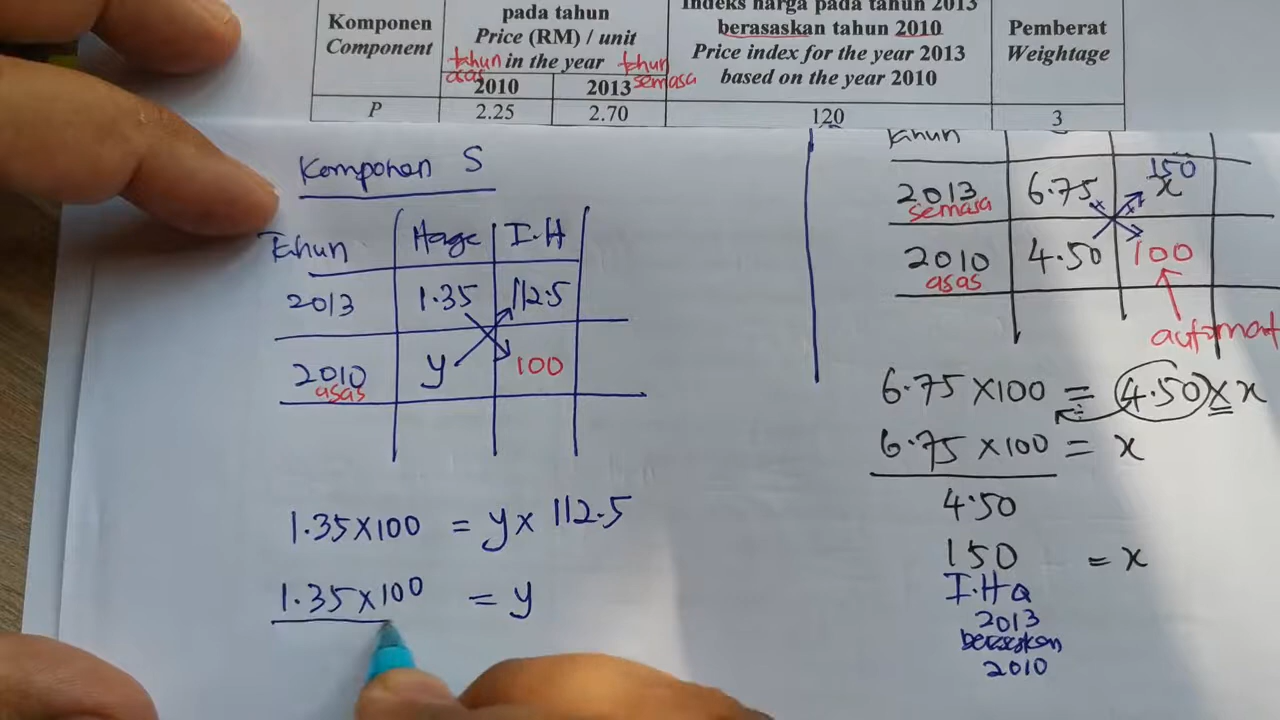 Komponen
Component
pada tahun
Price (RM) / unit
in the year
tahun
asas
tahun
semasa
2010
2013
Indeks harga pada tahun 2013
berasaskan tahun 2010
Price index for the year 2013
based on the year 2010
Pemberat
Weightage
P 2.25 2.70 120 3
Komponen S
Tahun Harga I.H
2013 1.35 112.5
2010 y 100
asas
1.35 x 100 = y x 112.5
1.35 x 100 = y
Tahun
2013 6.75 x 150
semasa
2010 4.50 100
asas
automat
6.75 x 100 = 4.50 x x
÷
6.75 x 100 = x
4.50
150 = x
I.HQ
2013
berasaskan
2010